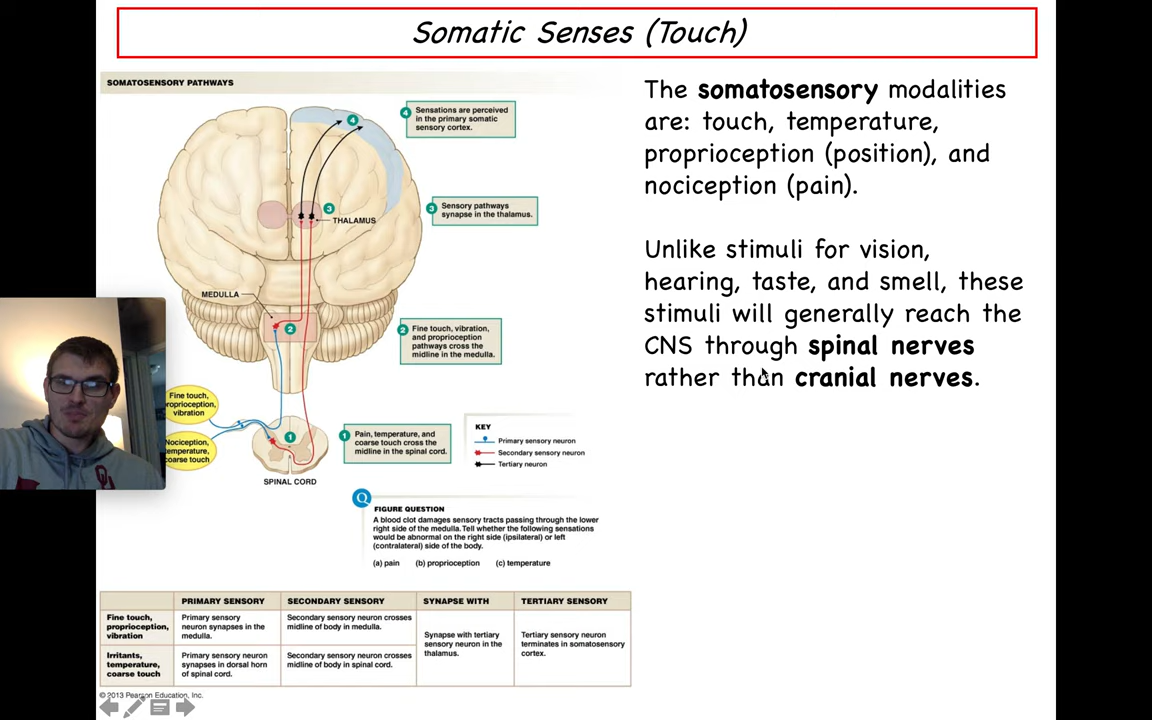 Somatic Senses (Touch)
SOMATOSENSORY PATHWAYS
4 Sensations are perceived
in the primary somatic
sensory cortex.
4
3 Sensory pathways
synapse in the thalamus.
3
THALAMUS
MEDULLA
2
2 Fine touch, vibration,
and proprioception
pathways cross the
midline in the medulla.
Fine touch,
proprioception,
vibration
Nociception,
temperature,
coarse touch
1
1 Pain, temperature, and
coarse touch cross the
midline in the spinal cord.
SPINAL CORD
KEY
Primary sensory neuron
Secondary sensory neuron
Tertiary neuron
Q
FIGURE QUESTION
A blood clot damages sensory tracts passing through the lower
right side of the medulla. Tell whether the following sensations
would be abnormal on the right side (ipsilateral) or left
(contralateral) side of the body.
(a) pain (b) proprioception (c) temperature
PRIMARY SENSORY SECONDARY SENSORY SYNAPSE WITH TERTIARY SENSORY
Fine touch,
proprioception,
vibration
Primary sensory
neuron synapses in the
medulla.
Secondary sensory neuron crosses
midline of body in medulla.
Synapse with tertiary
sensory neuron in the
thalamus.
Tertiary sensory neuron
terminates in somatosensory
cortex.
Irritants,
temperature,
coarse touch
Primary sensory neuron
synapses in dorsal horn
of spinal cord.
Secondary sensory neuron crosses
midline of body in spinal cord.
© 2013 Pearson Education, Inc.
The somatosensory modalities
are: touch, temperature,
proprioception (position), and
nociception (pain).
Unlike stimuli for vision,
hearing, taste, and smell, these
stimuli will generally reach the
CNS through spinal nerves
rather than cranial nerves.